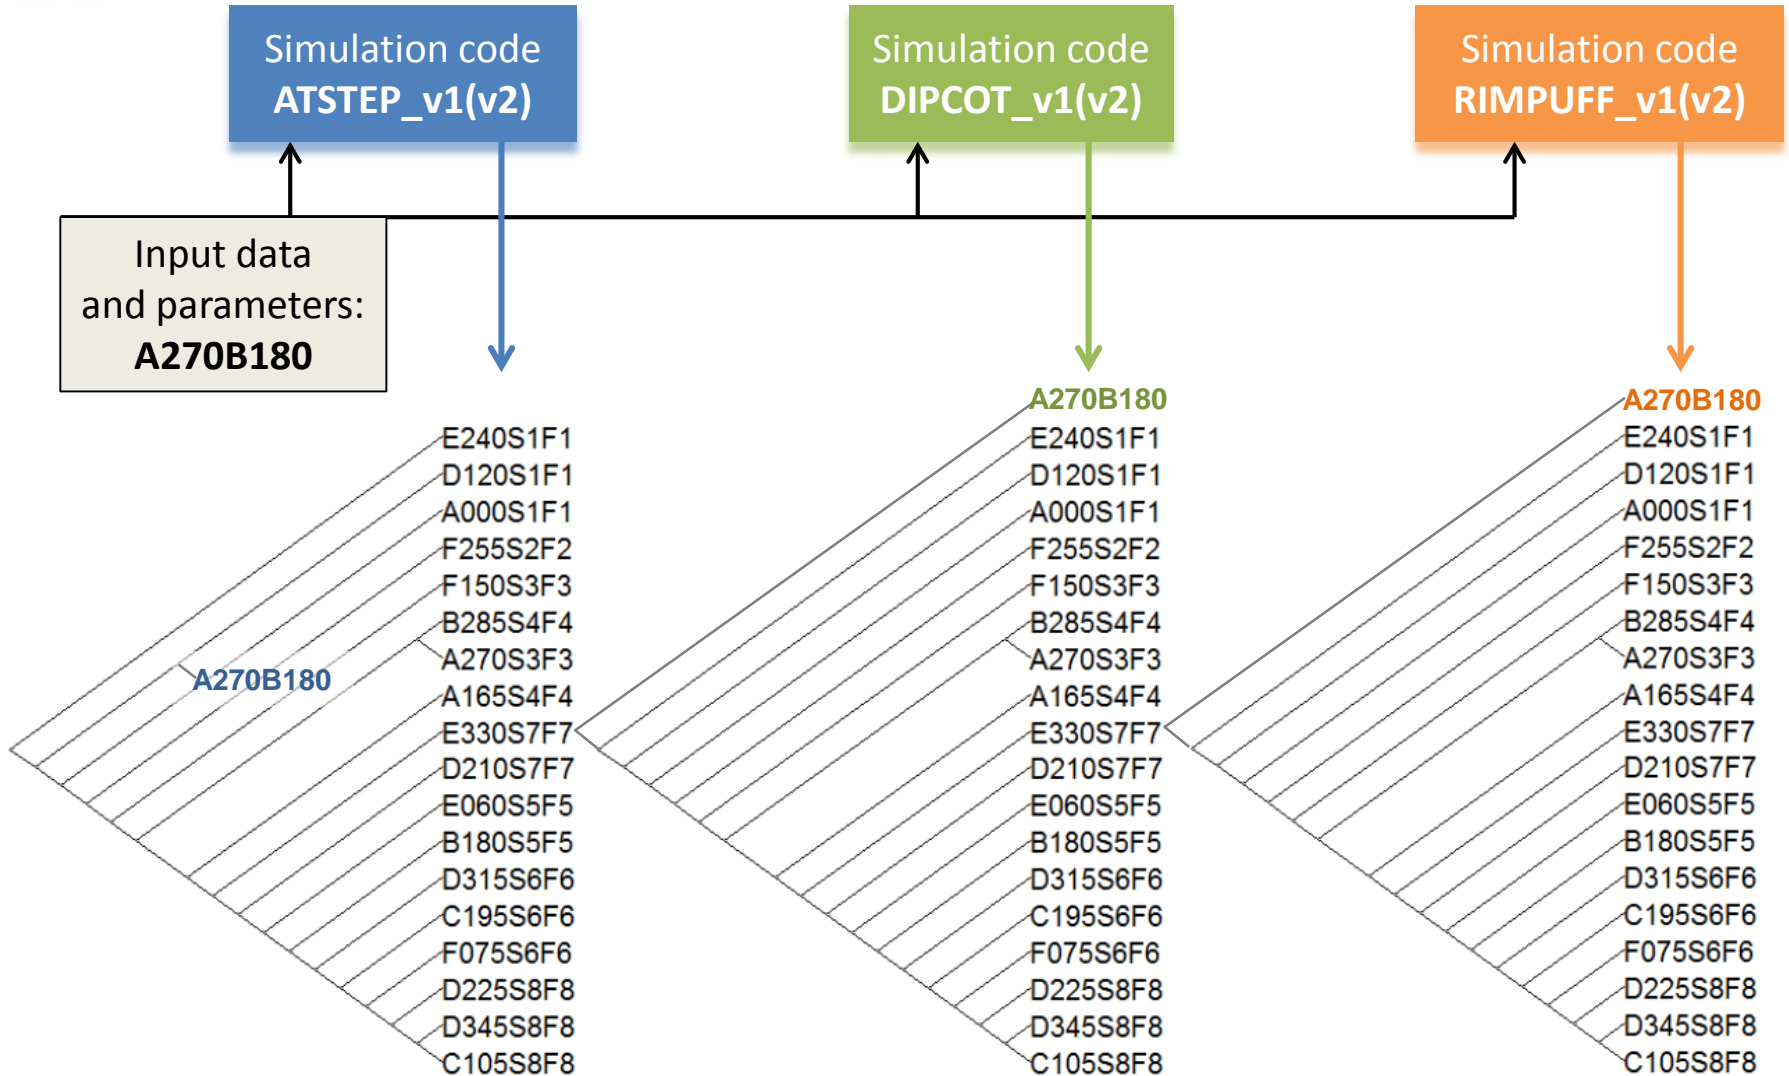 Simulation code
ATSTEP_v1(v2)
Simulation code
DIPCOT_v1(v2)
Simulation code
RIMPUFF_v1(v2)
Input data
and parameters:
A270B180
E240S1F1
D120S1F1
A000S1F1
F255S2F2
F150S3F3
B285S4F4
A270S3F3
A270B180
A165S4F4
E330S7F7
D210S7F7
E060S5F5
B180S5F5
D315S6F6
C195S6F6
F075S6F6
D225S8F8
D345S8F8
C105S8F8
A270B180
E240S1F1
D120S1F1
A000S1F1
F255S2F2
F150S3F3
B285S4F4
A270S3F3
A165S4F4
E330S7F7
D210S7F7
E060S5F5
B180S5F5
D315S6F6
C195S6F6
F075S6F6
D225S8F8
D345S8F8
C105S8F8
A270B180
E240S1F1
D120S1F1
A000S1F1
F255S2F2
F150S3F3
B285S4F4
A270S3F3
A165S4F4
E330S7F7
D210S7F7
E060S5F5
B180S5F5
D315S6F6
C195S6F6
F075S6F6
D225S8F8
D345S8F8
C105S8F8